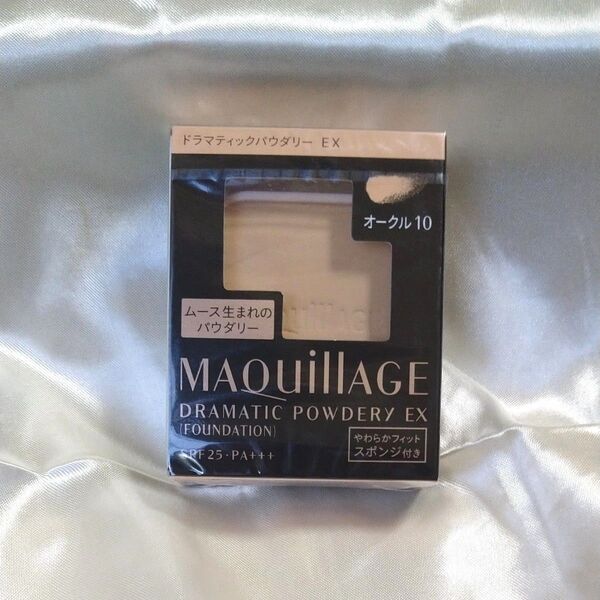 ドラマティックパウダリー EX
オークル10
ムース生まれの
パウダリー
MAQuillAGE
DRAMATIC POWDERY EX
(FOUNDATION)
SPF25・PA+++
やわらかフィット
スポンジ付き